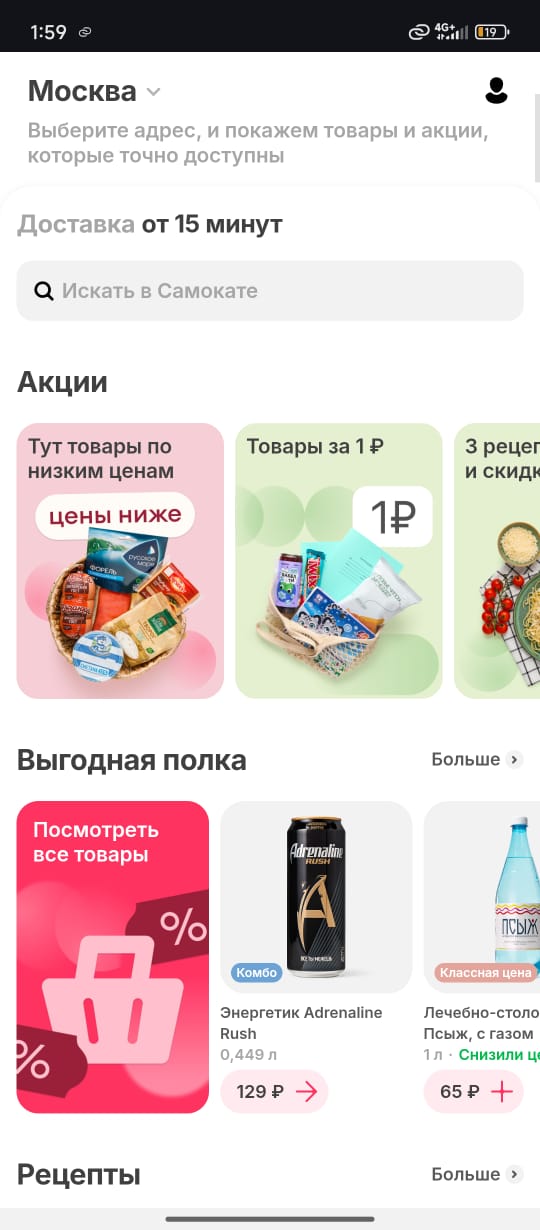 1:59
4G+
19
Москва
Выберите адрес, и покажем товары и акции,
которые точно доступны
Доставка от 15 минут
Искать в Самокате
Акции
Тут товары по
низким ценам
цены ниже
русское
море
ФОРЕЛЬ
Товары за 1 ₽
1₽
3 рецеп
и скидк
Выгодная полка
Больше
Посмотреть
все товары
%
%
Adrenaline
RUSH
Комбо
Энергетик Adrenaline
Rush
0,449 л
129 ₽
ПСЫЖ
Классная цена
Лечебно-столо
Псыж, с газом
1 л · Снизили це
65 ₽
Рецепты
Больше